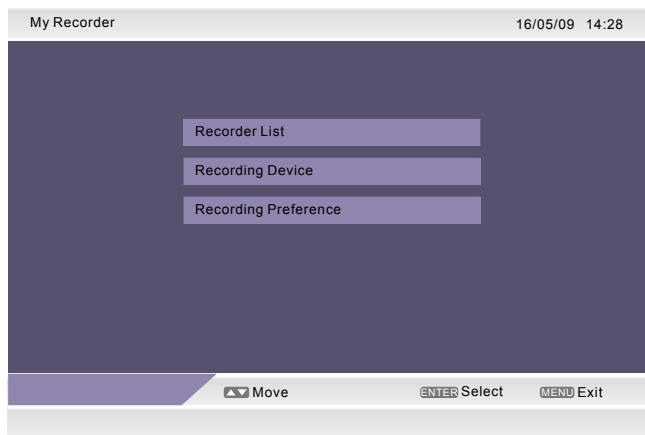 My Recorder 16/05/09 14:28
Recorder List
Recording Device
Recording Preference
Move ENTER Select MENU Exit